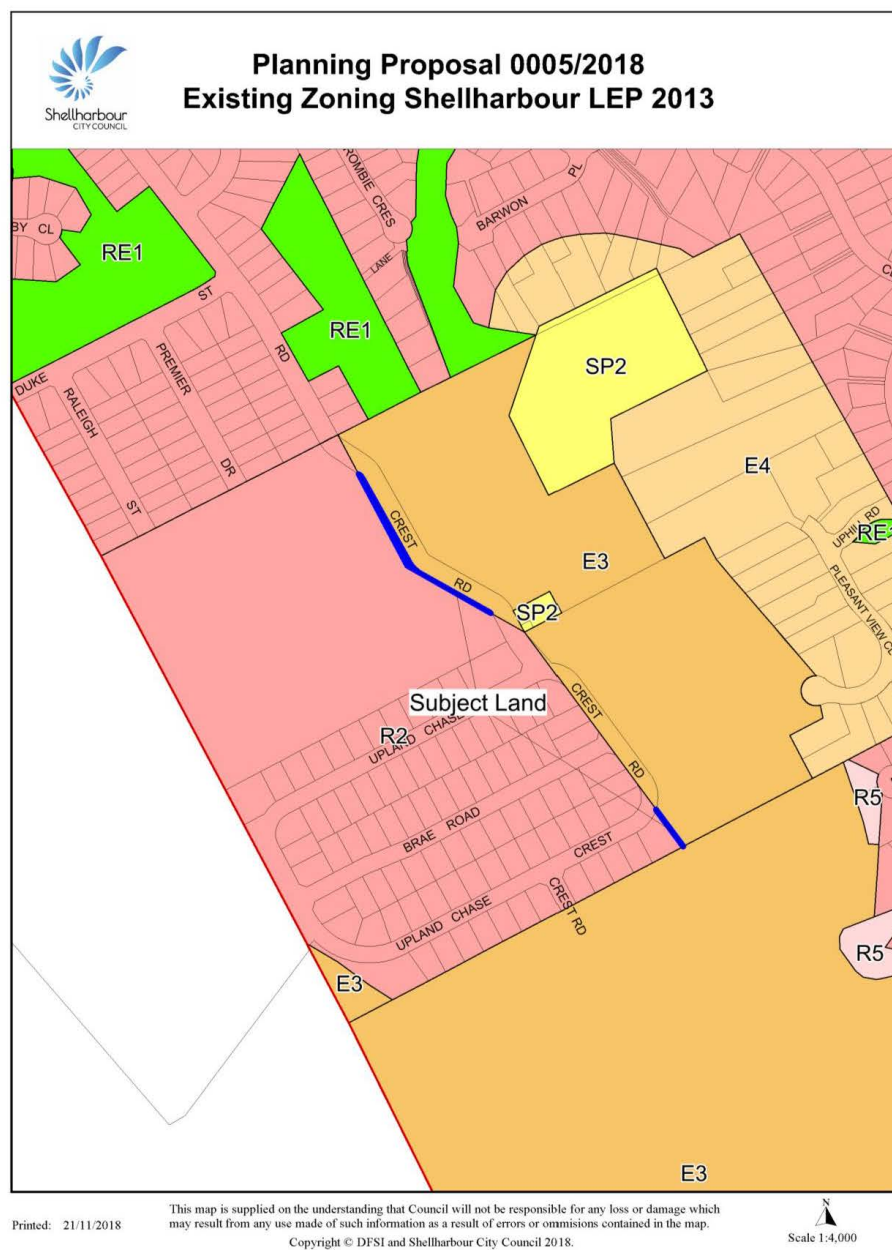 Shellharbour
CITY COUNCIL
Planning Proposal 0005/2018
Existing Zoning Shellharbour LEP 2013
BY CL
RE1
ROMBIE CRES
LANE
BARWON PL
DUKE ST
RE1
RD
PREMIER DR
RALEIGH ST
SP2
E4
UPHILL RD
RE
PLEASANT VIEW CL
CREST RD
E3
SP2
Subject Land
CREST RD
R2
UPLAND CHASE
BRAE ROAD
CREST
UPLAND CHASE
CREST RD
R5
R5
E3
E3
Printed: 21/11/2018
This map is supplied on the understanding that Council will not be responsible for any loss or damage which
may result from any use made of such information as a result of errors or ommisions contained in the map.
Copyright © DFSI and Shellharbour City Council 2018.
N
Scale 1:4,000